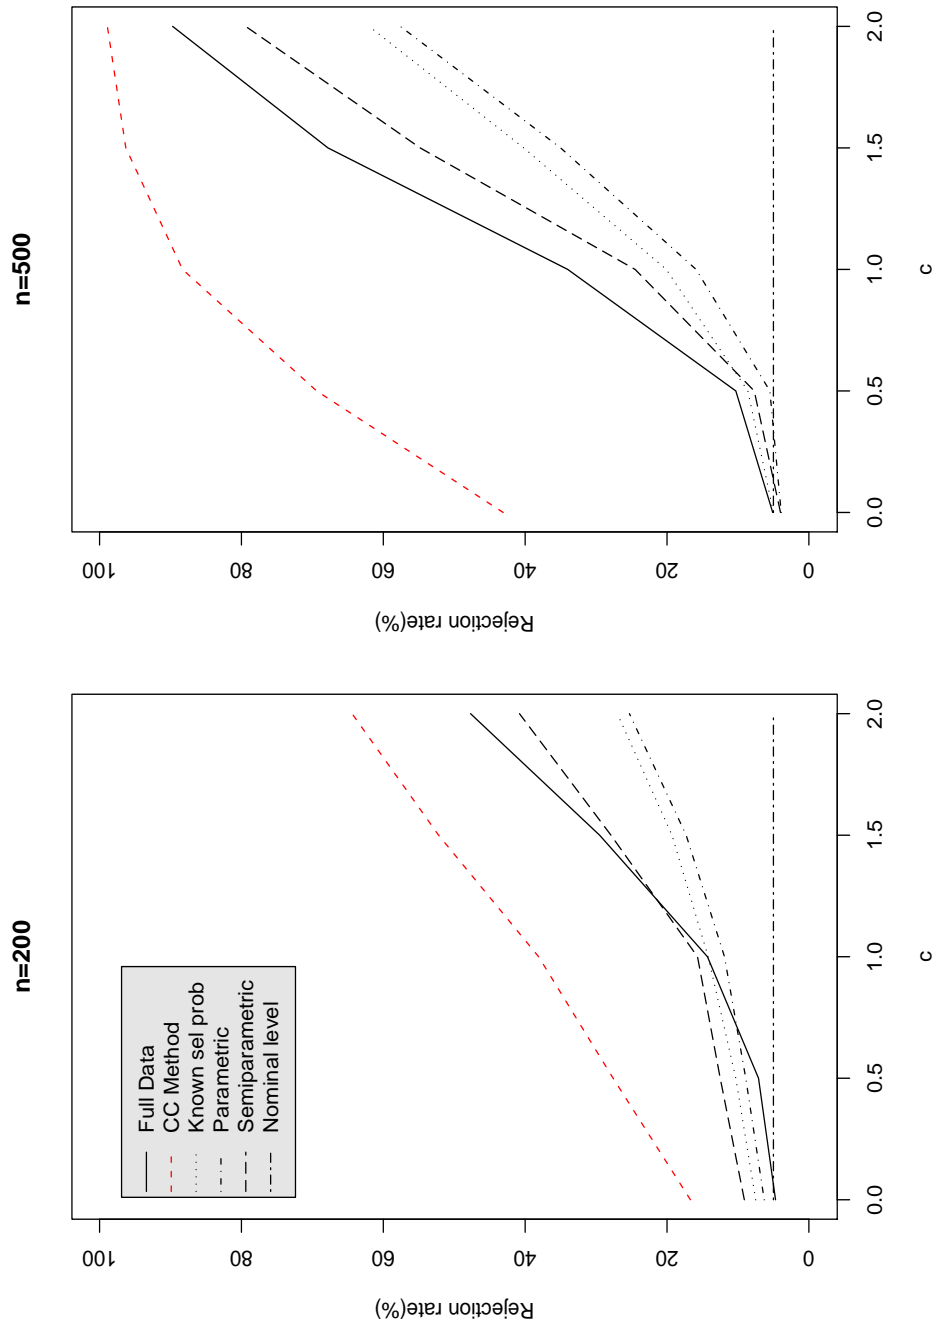 n=200
Rejection rate(%)
100
80
60
40
20
0
Full Data
CC Method
Known sel prob
Parametric
Semiparametric
Nominal level
0.0 0.5 1.0 1.5 2.0
c
n=500
Rejection rate(%)
100
80
60
40
20
0
0.0 0.5 1.0 1.5 2.0
c